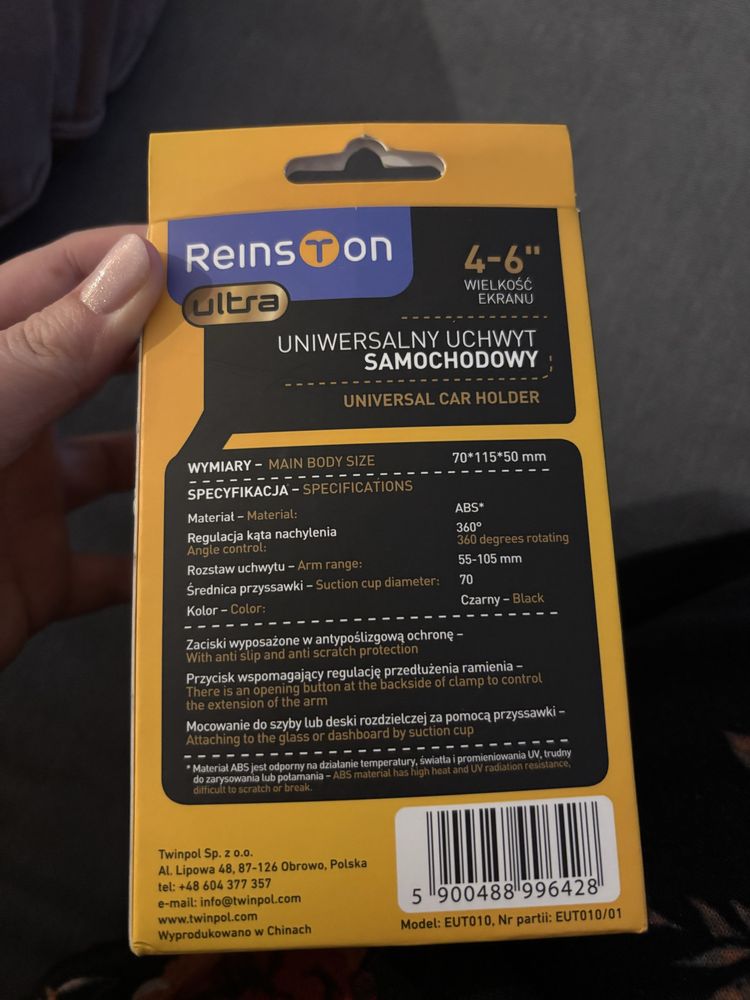 ReinsTon
ultra
4-6"
WIELKOŚĆ
EKRANU
UNIWERSALNY UCHWYT
SAMOCHODOWY
UNIVERSAL CAR HOLDER
WYMIARY – MAIN BODY SIZE 70*115*50 mm
SPECYFIKACJA – SPECIFICATIONS
Materiał – Material: ABS*
Regulacja kąta nachylenia 360°
Angle control: 360 degrees rotating
Rozstaw uchwytu – Arm range: 55-105 mm
Średnica przyssawki – Suction cup diameter: 70
Kolor – Color: Czarny – Black
Zaciski wyposażone w antypoślizgową ochronę –
With anti slip and anti scratch protection
Przycisk wspomagający regulację przedłużenia ramienia –
There is an opening button at the backside of clamp to control
the extension of the arm
Mocowanie do szyby lub deski rozdzielczej za pomocą przyssawki –
Attaching to the glass or dashboard by suction cup
* Materiał ABS jest odporny na działanie temperatury, światła i promieniowania UV, trudny
do zarysowania lub połamania – ABS material has high heat and UV radiation resistance,
difficult to scratch or break.
Twinpol Sp. z o.o.
Al. Lipowa 48, 87-126 Obrowo, Polska
tel: +48 604 377 357
e-mail: info@twinpol.com
www.twinpol.com
Wyprodukowano w Chinach
5 900488 996428
Model: EUT010, Nr partii: EUT010/01